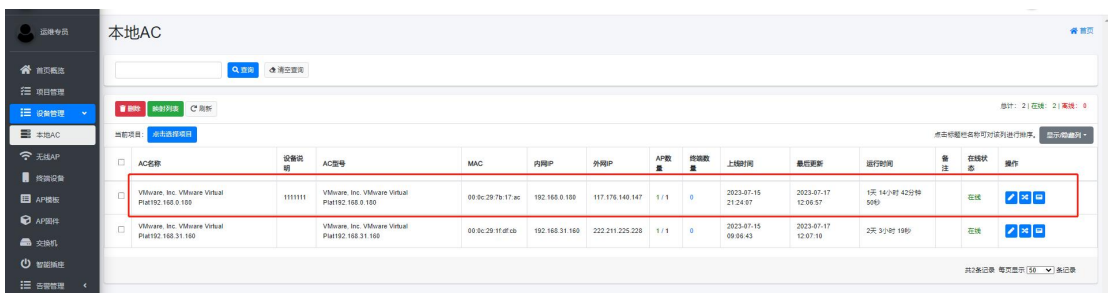 运维专员
本地AC
首页
首页概览
查询 清空查询
项目管理
设备管理
删除 映射列表 刷新
总计: 2|在线: 2|离线: 0
本地AC
当前项目: 点击选择项目
点击标题栏名称可对该列进行排序。 显示/隐藏列
无线AP
AC名称 设备说明 AC型号 MAC 内网IP 外网IP AP数量 终端数量 上线时间 最后更新 运行时间 备注 在线状态 操作
终端设备
VMware, Inc. VMware Virtual Plat192.168.0.180 1111111 VMware, Inc. VMware Virtual Plat192.168.0.180 00:0c:29:7b:17:ac 192.168.0.180 117.176.140.147 1 / 1 0 2023-07-15 21:24:07 2023-07-17 12:06:57 1天 14小时 42分钟 50秒 在线
AP模板
AP固件
VMware, Inc. VMware Virtual Plat192.168.31.160 VMware, Inc. VMware Virtual Plat192.168.31.160 00:0c:29:1f:df:cb 192.168.31.160 222.211.225.228 1 / 1 0 2023-07-15 09:06:43 2023-07-17 12:07:10 2天 3小时 19秒 在线
交换机
智能插座
共2条记录 每页显示 50 条记录
告警管理